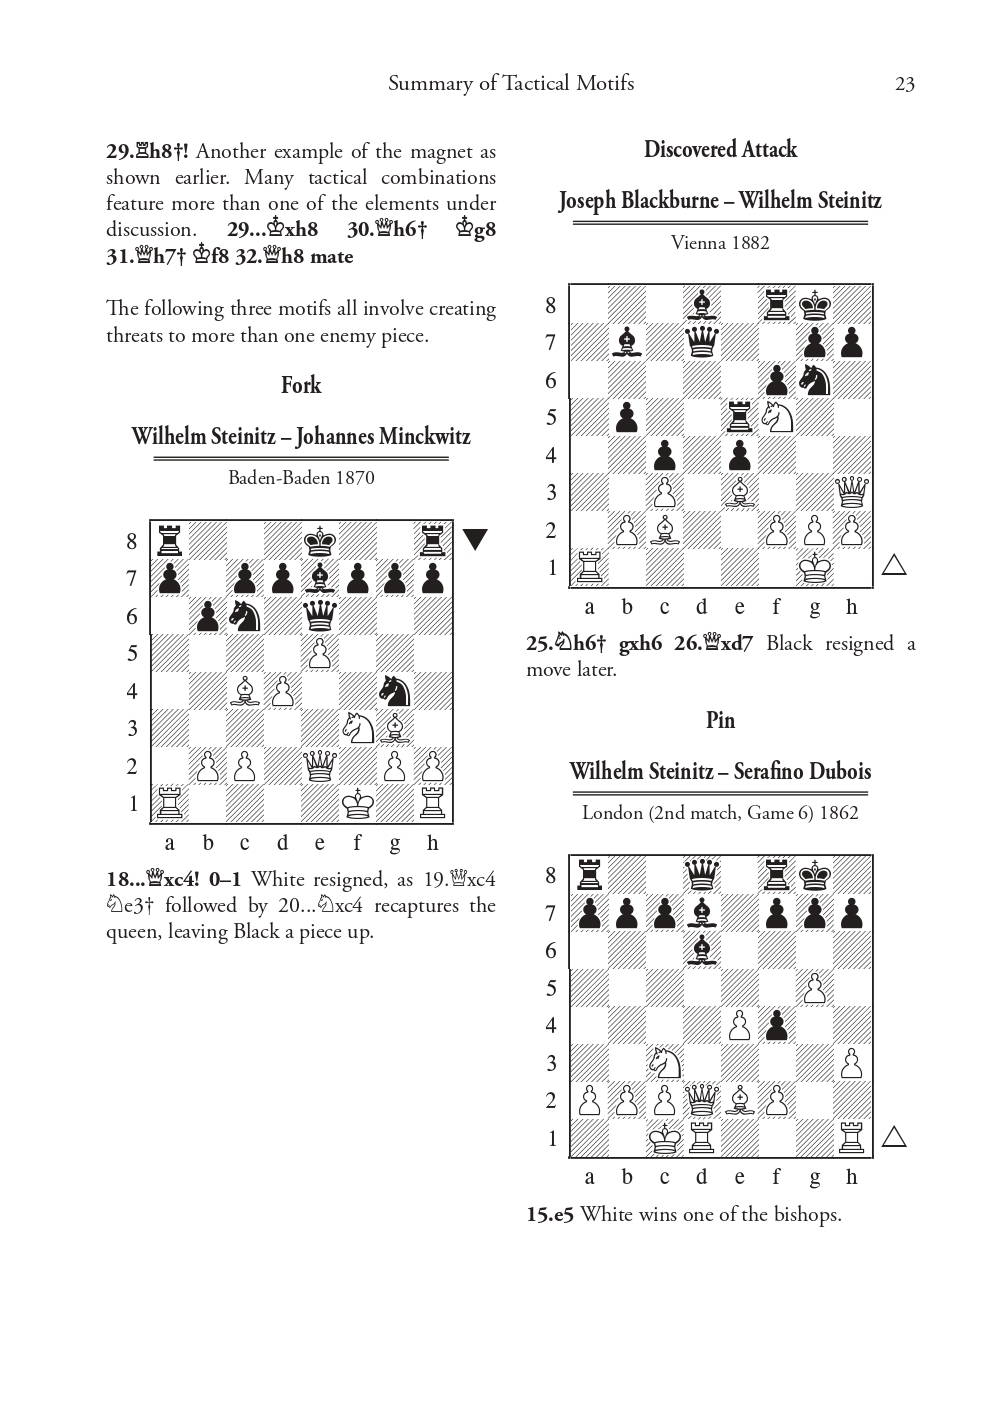 Summary of Tactical Motifs
23
29.♖h8†! Another example of the magnet as
shown earlier. Many tactical combinations
feature more than one of the elements under
discussion. 29...♔xh8 30.♕h6† ♔g8
31.♕h7† ♔f8 32.♕h8 mate
The following three motifs all involve creating
threats to more than one enemy piece.
Fork
Wilhelm Steinitz – Johannes Minckwitz
Baden-Baden 1870
8
7
6
5
4
3
2
1
a b c d e f g h
18...♕xc4! 0–1 White resigned, as 19.♕xc4
♘e3† followed by 20...♘xc4 recaptures the
queen, leaving Black a piece up.
Discovered Attack
Joseph Blackburne – Wilhelm Steinitz
Vienna 1882
8
7
6
5
4
3
2
1
a b c d e f g h
25.♘h6† gxh6 26.♕xd7 Black resigned a
move later.
Pin
Wilhelm Steinitz – Serafino Dubois
London (2nd match, Game 6) 1862
8
7
6
5
4
3
2
1
a b c d e f g h
15.e5 White wins one of the bishops.